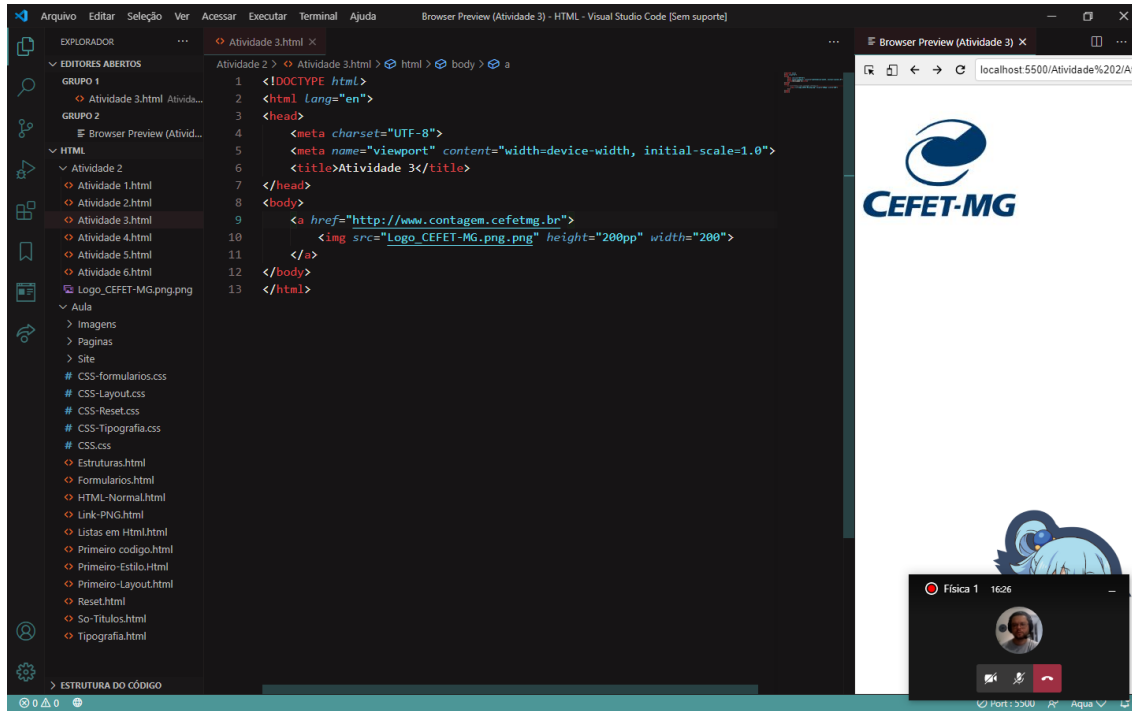 Arquivo Editar Seleção Ver Acessar Executar Terminal Ajuda Browser Preview (Atividade 3) - HTML - Visual Studio Code [Sem suporte]
EXPLORADOR
EDITORES ABERTOS
GRUPO 1
Atividade 3.html Ativida...
GRUPO 2
Browser Preview (Ativid...
HTML
Atividade 2
Atividade 1.html
Atividade 2.html
Atividade 3.html
Atividade 4.html
Atividade 5.html
Atividade 6.html
Logo_CEFET-MG.png.png
Aula
Imagens
Paginas
Site
CSS-formularios.css
CSS-Layout.css
CSS-Reset.css
CSS-Tipografia.css
CSS.css
Estruturas.html
Formularios.html
HTML-Normal.html
Link-PNG.html
Listas em Html.html
Primeiro codigo.html
Primeiro-Estilo.Html
Primeiro-Layout.html
Reset.html
So-Titulos.html
Tipografia.html
ESTRUTURA DO CÓDIGO
Atividade 3.html
Atividade 2 > Atividade 3.html > html > body > a
1 <!DOCTYPE html>
2 <html lang="en">
3 <head>
4 <meta charset="UTF-8">
5 <meta name="viewport" content="width=device-width, initial-scale=1.0">
6 <title>Atividade 3</title>
7 </head>
8 <body>
9 <a href="http://www.contagem.cefetmg.br">
10 <img src="Logo_CEFET-MG.png.png" height="200pp" width="200">
11 </a>
12 </body>
13 </html>
Browser Preview (Atividade 3)
localhost:5500/Atividade%202/At
CEFET-MG
Física 1 16:26
0 0
Port : 5500 Aqua